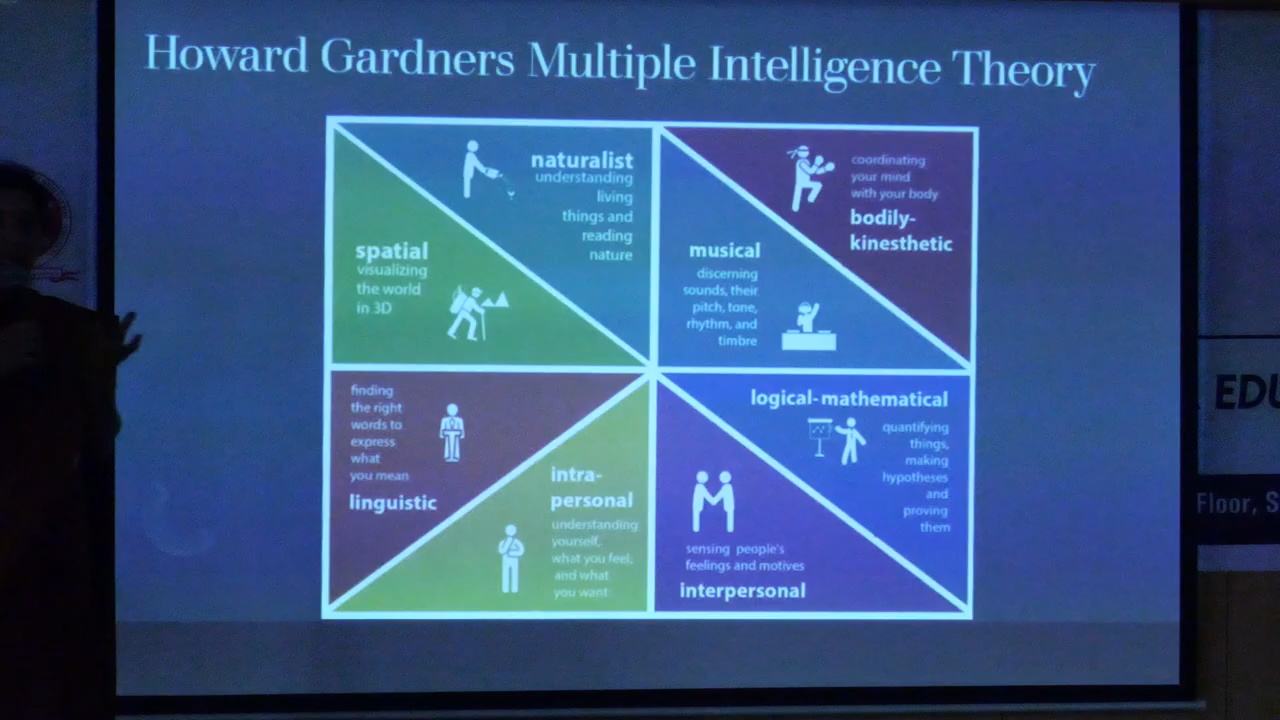 Howard Gardners Multiple Intelligence Theory
naturalist
understanding
living
things and
reading
nature
spatial
visualizing
the world
in 3D
coordinating
your mind
with your body
bodily-
kinesthetic
musical
discerning
sounds, their
pitch, tone,
rhythm, and
timbre
finding
the right
words to
express
what
you mean
linguistic
intra-
personal
understanding
yourself,
what you feel,
and what
you want
logical-mathematical
quantifying
things,
making
hypotheses
and
proving
them
sensing people's
feelings and motives
interpersonal
EDU
Floor, S